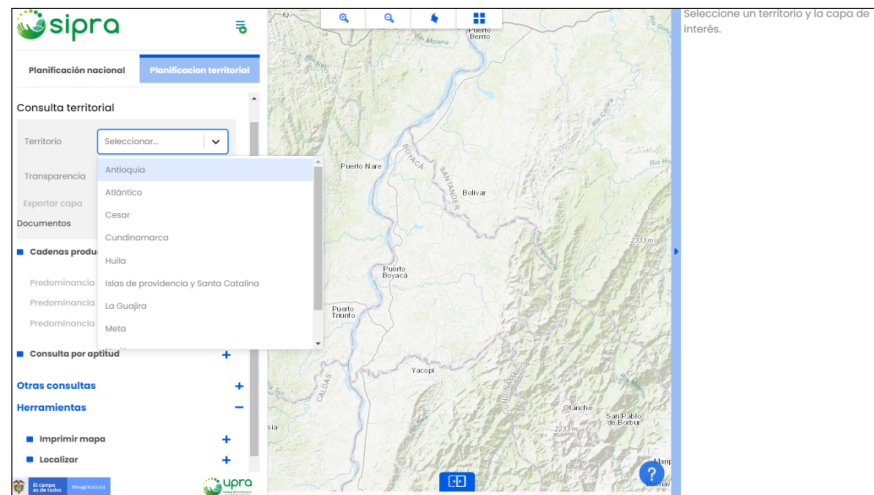 sipra
Planificación nacional
Planificacion territorial
Consulta territorial
Territorio
Seleccionar...
Transparencia
Exportar capa
Documentos
Antioquia
Atlántico
Cesar
Cundinamarca
Huila
Islas de providencia y Santa Catalina
La Guajira
Meta
Cadenas produ
Predominancia
Predominancia
Predominancia
Consulta por aptitud +
Otras consultas +
Herramientas −
Imprimir mapa +
Localizar +
El campo
es de todos
Minagricultura
upra
Puerto
Berrio
Puerto Nare
BOYACÁ
SANTANDER
Bolívar
2333 m
Puerto
Boyacá
Puerto
Triunfo
Yacopí
CALDAS
CUNDINAMARCA
Otanche
San Pablo
de Borbur
2233 m
?
Seleccione un territorio y la capa de
interés.